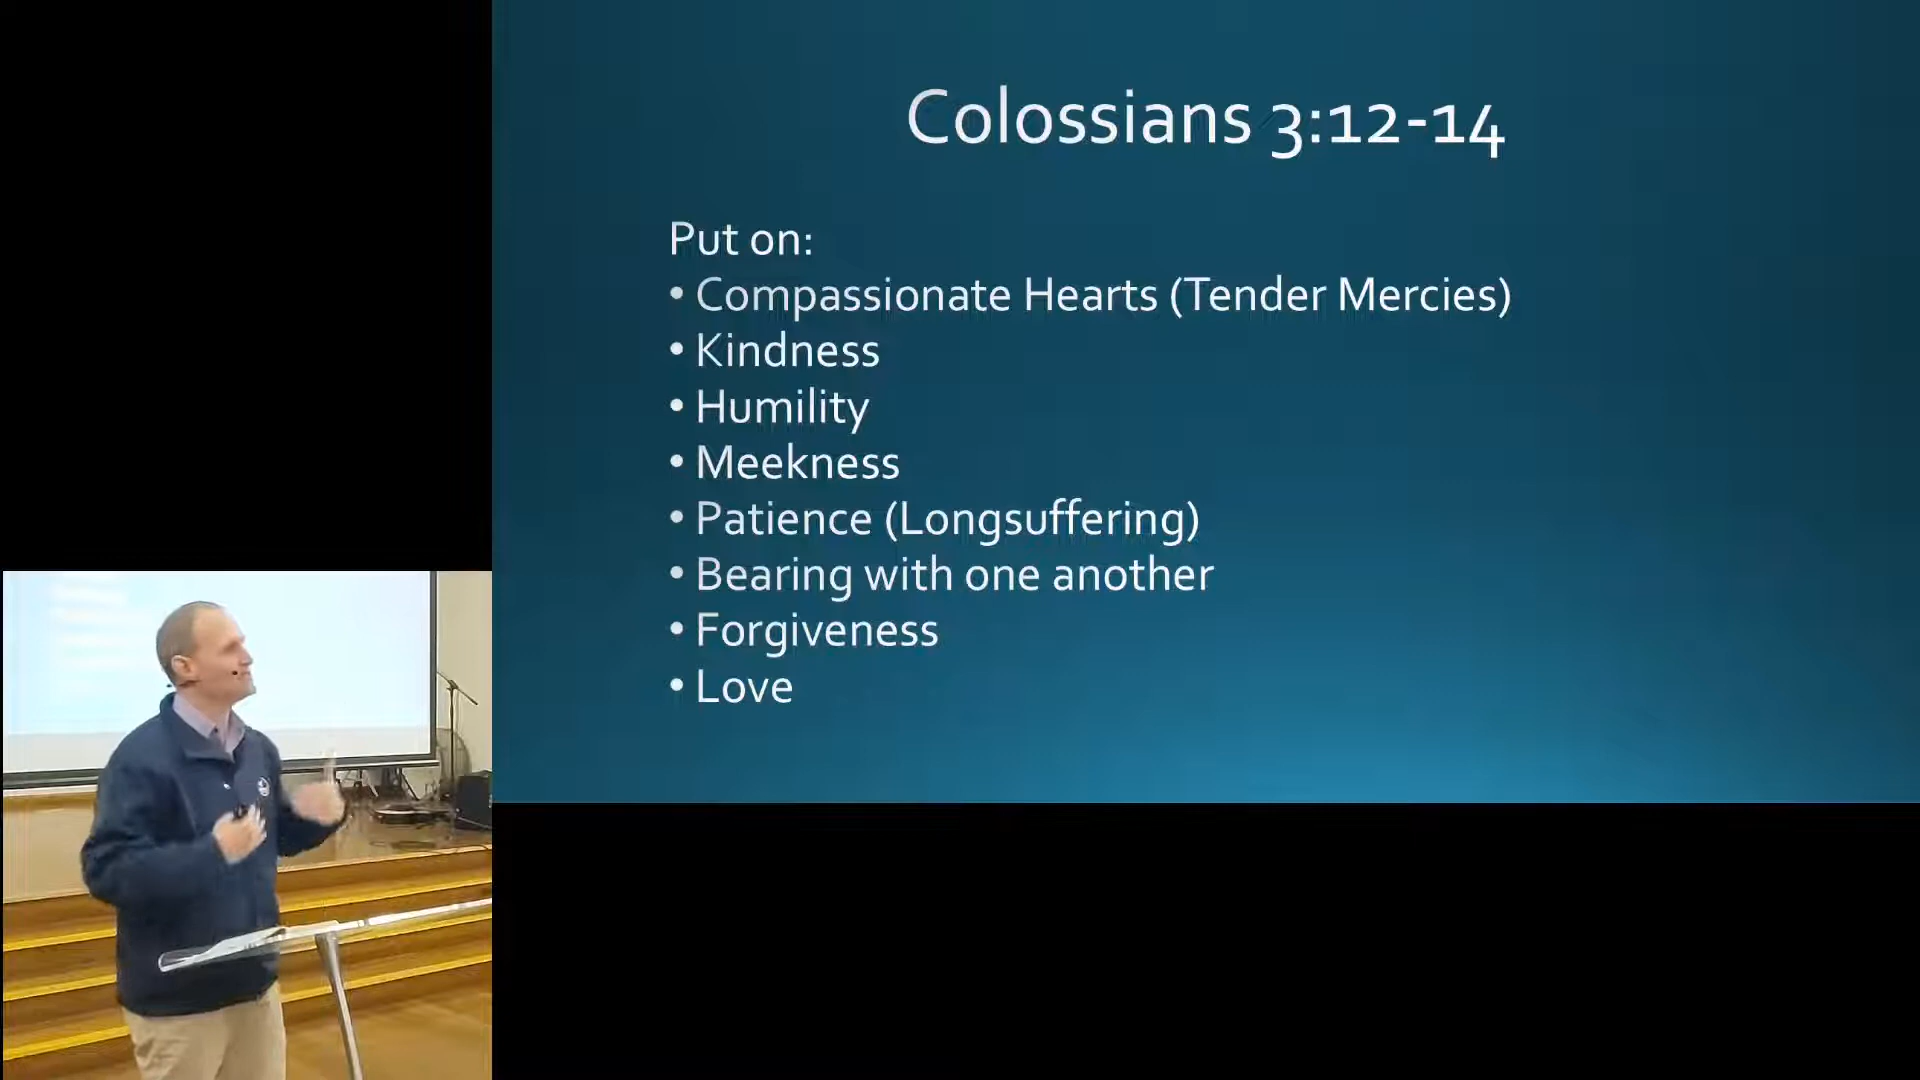 Colossians 3:12-14
Put on:
• Compassionate Hearts (Tender Mercies)
• Kindness
• Humility
• Meekness
• Patience (Longsuffering)
• Bearing with one another
• Forgiveness
• Love